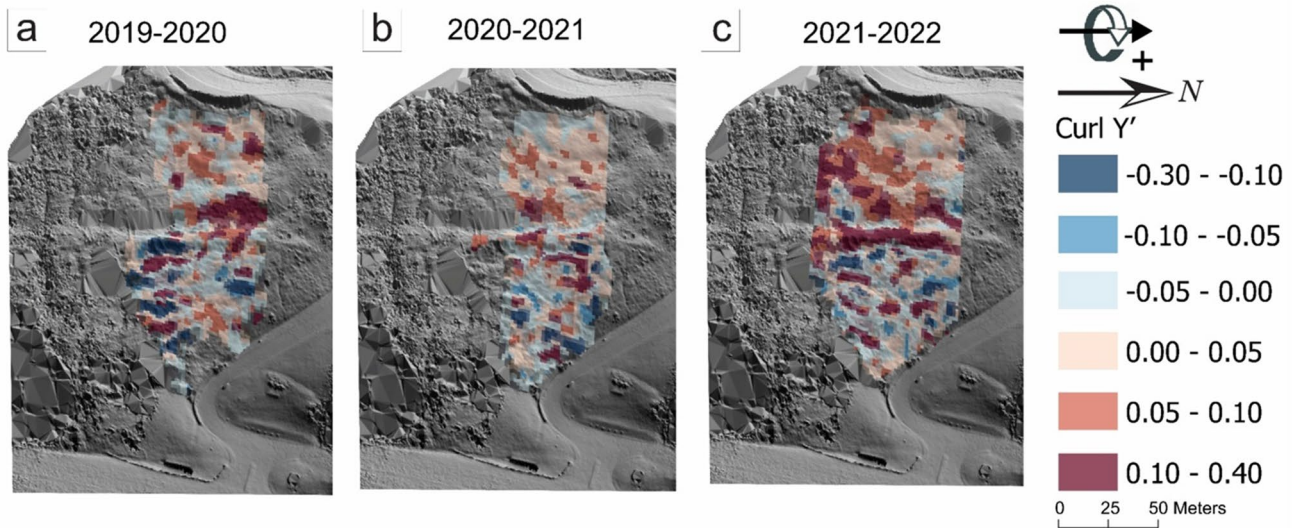 a 2019-2020
b 2020-2021
c 2021-2022
+
N
Curl Y’
-0.30 - -0.10
-0.10 - -0.05
-0.05 - 0.00
0.00 - 0.05
0.05 - 0.10
0.10 - 0.40
0 25 50 Meters